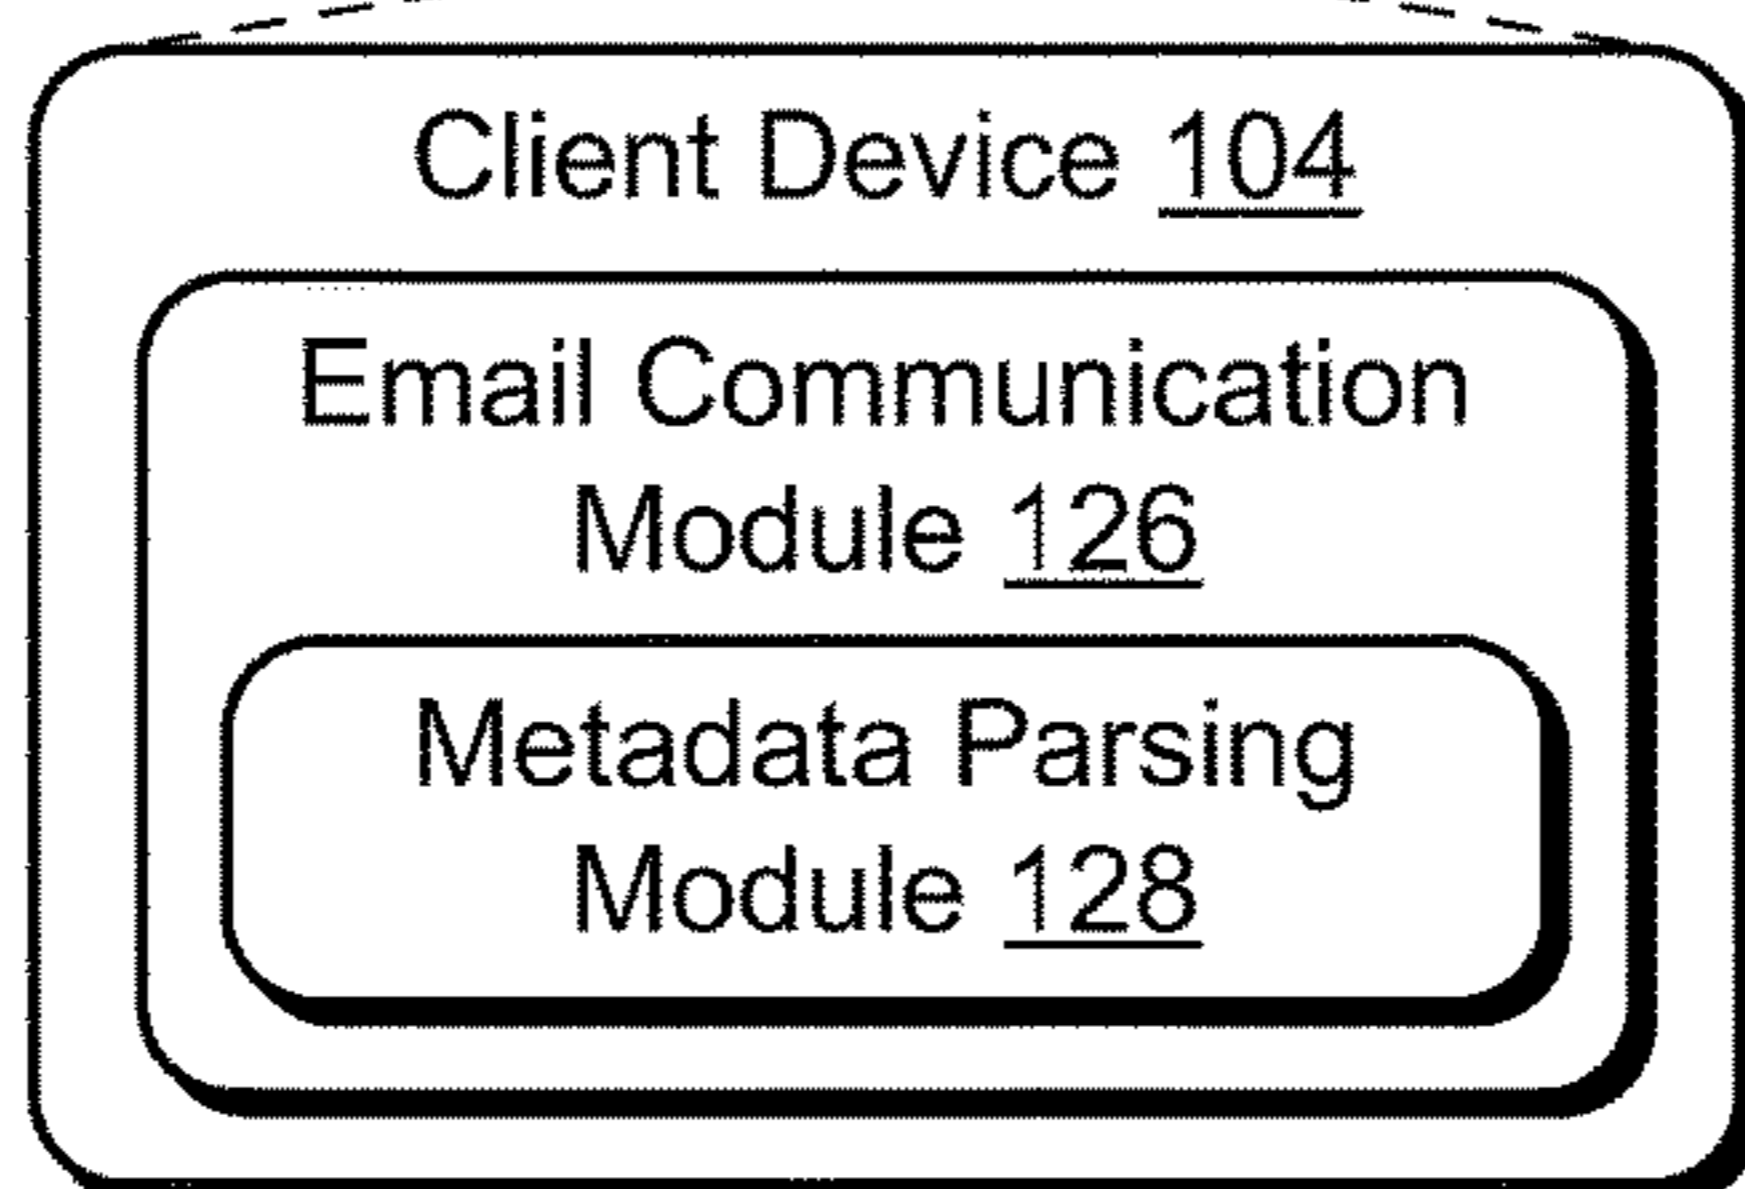 Client Device 104
Email Communication
Module 126
Metadata Parsing
Module 128